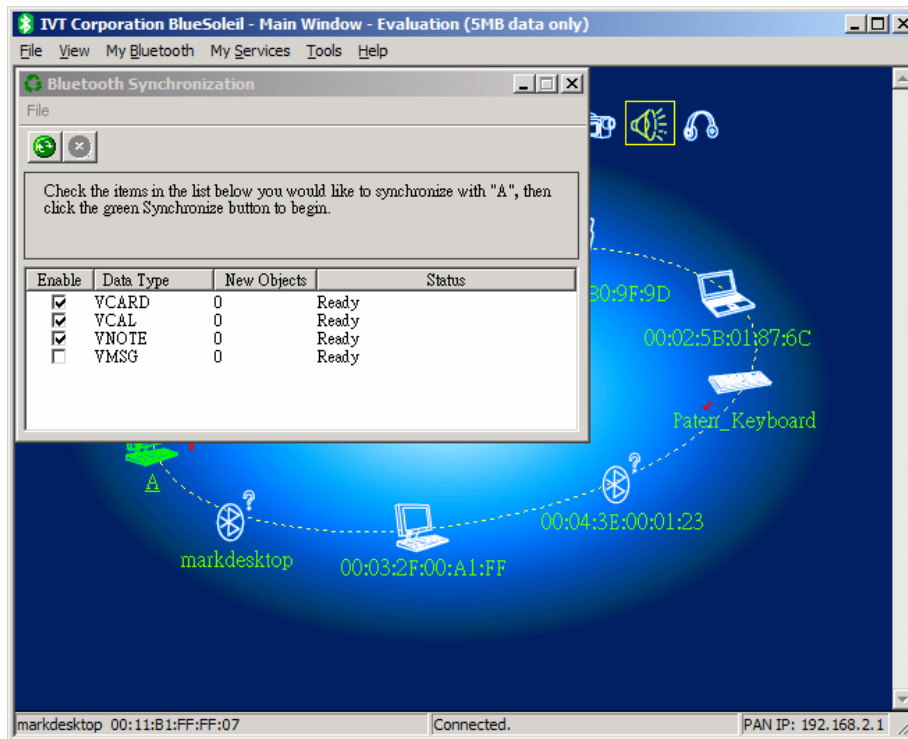 IVT Corporation BlueSoleil - Main Window - Evaluation (5MB data only)
File View My Bluetooth My Services Tools Help
Bluetooth Synchronization
File
Check the items in the list below you would like to synchronize with "A", then
click the green Synchronize button to begin.
Enable Data Type New Objects Status
VCARD 0 Ready
VCAL 0 Ready
VNOTE 0 Ready
VMSG 0 Ready
30:9F:9D
00:02:5B:01:87:6C
Paterr_Keyboard
A
00:04:3E:00:01:23
markdesktop
00:03:2F:00:A1:FF
markdesktop 00:11:B1:FF:FF:07 Connected. PAN IP: 192.168.2.1